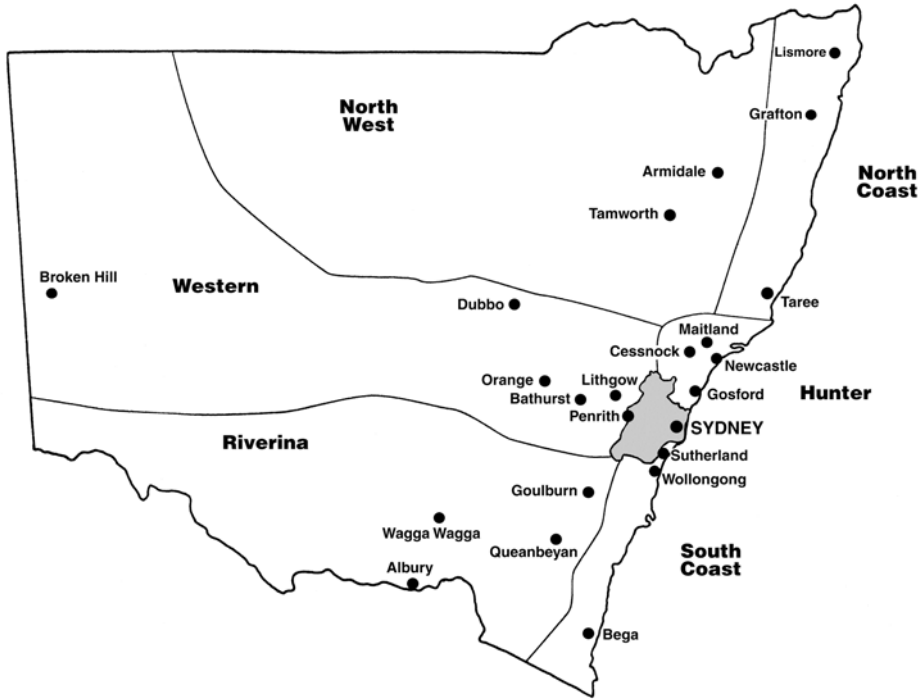 Lismore
North
West
Grafton
Armidale
North
Coast
Tamworth
Broken Hill
Western
Dubbo
Taree
Maitland
Cessnock
Newcastle
Orange
Lithgow
Gosford
Hunter
Bathurst
Penrith
SYDNEY
Riverina
Sutherland
Wollongong
Goulburn
Wagga Wagga
Queanbeyan
South
Coast
Albury
Bega